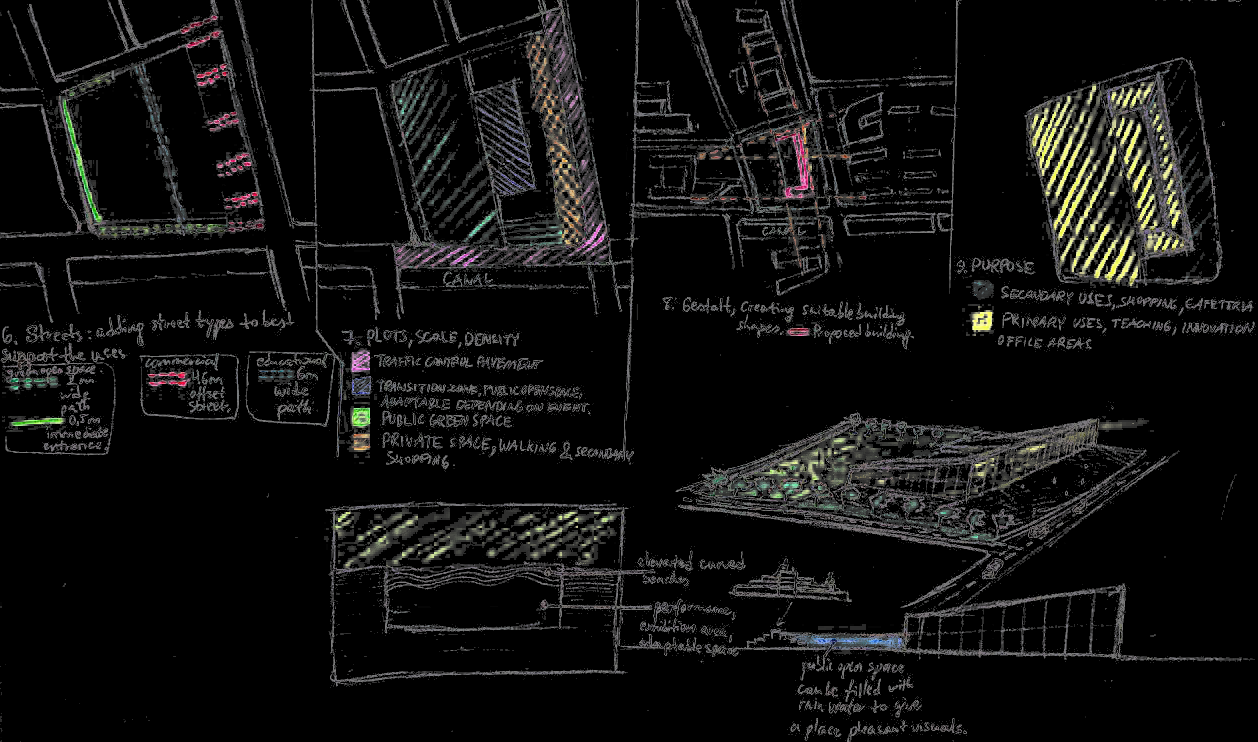 6. Streets: adding street types to best
support the uses
green open space.
2m
wide
path
0,5m
immediate
entrance.
commercial
4.6m
offset
street.
educational
6m
wide
path.
CANAL
7. PLOTS, SCALE, DENSITY
TRAFFIC CONTROL PAVEMENT
TRANSITION ZONE, PUBLIC OPEN SPACE,
ADAPTABLE DEPENDING ON EVENT.
PUBLIC GREEN SPACE
PRIVATE SPACE, WALKING & SECONDARY
SHOPPING.
CANAL
8. Gestalt, Creating suitable building
shapes. Proposed building.
9. PURPOSE
SECONDARY USES, SHOPPING, CAFETERIA
PRIMARY USES, TEACHING, INNOVATION
OFFICE AREAS
elevated curved
benches
performance,
exhibition area,
adaptable space
public open space
can be filled with
rain water to give
a place pleasant visuals.